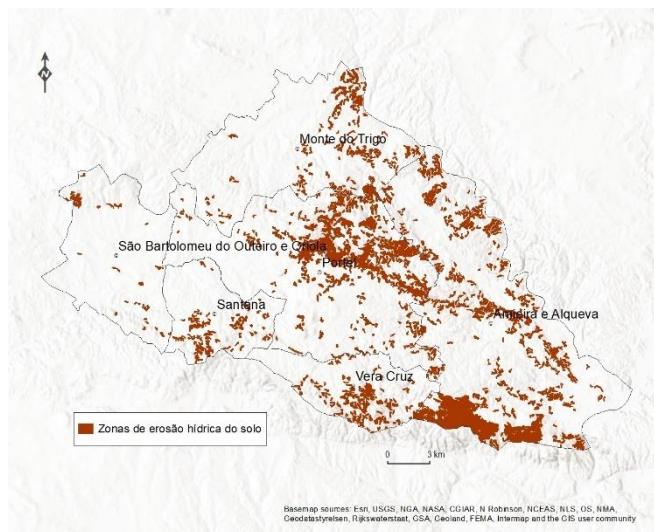 N
Monte do Trigo
São Bartolomeu do Outeiro e Oriola
Portel
Santana
Amieira e Alqueva
Vera Cruz
Zonas de erosão hídrica do solo
0 3 km
Basemap sources: Esri, USGS, NGA, NASA, CGIAR, N Robinson, NCEAS, NLS, OS, NMA,
Geodatastyrelsen, Rijkswaterstaat, GSA, Geoland, FEMA, Intermap and the GIS user community